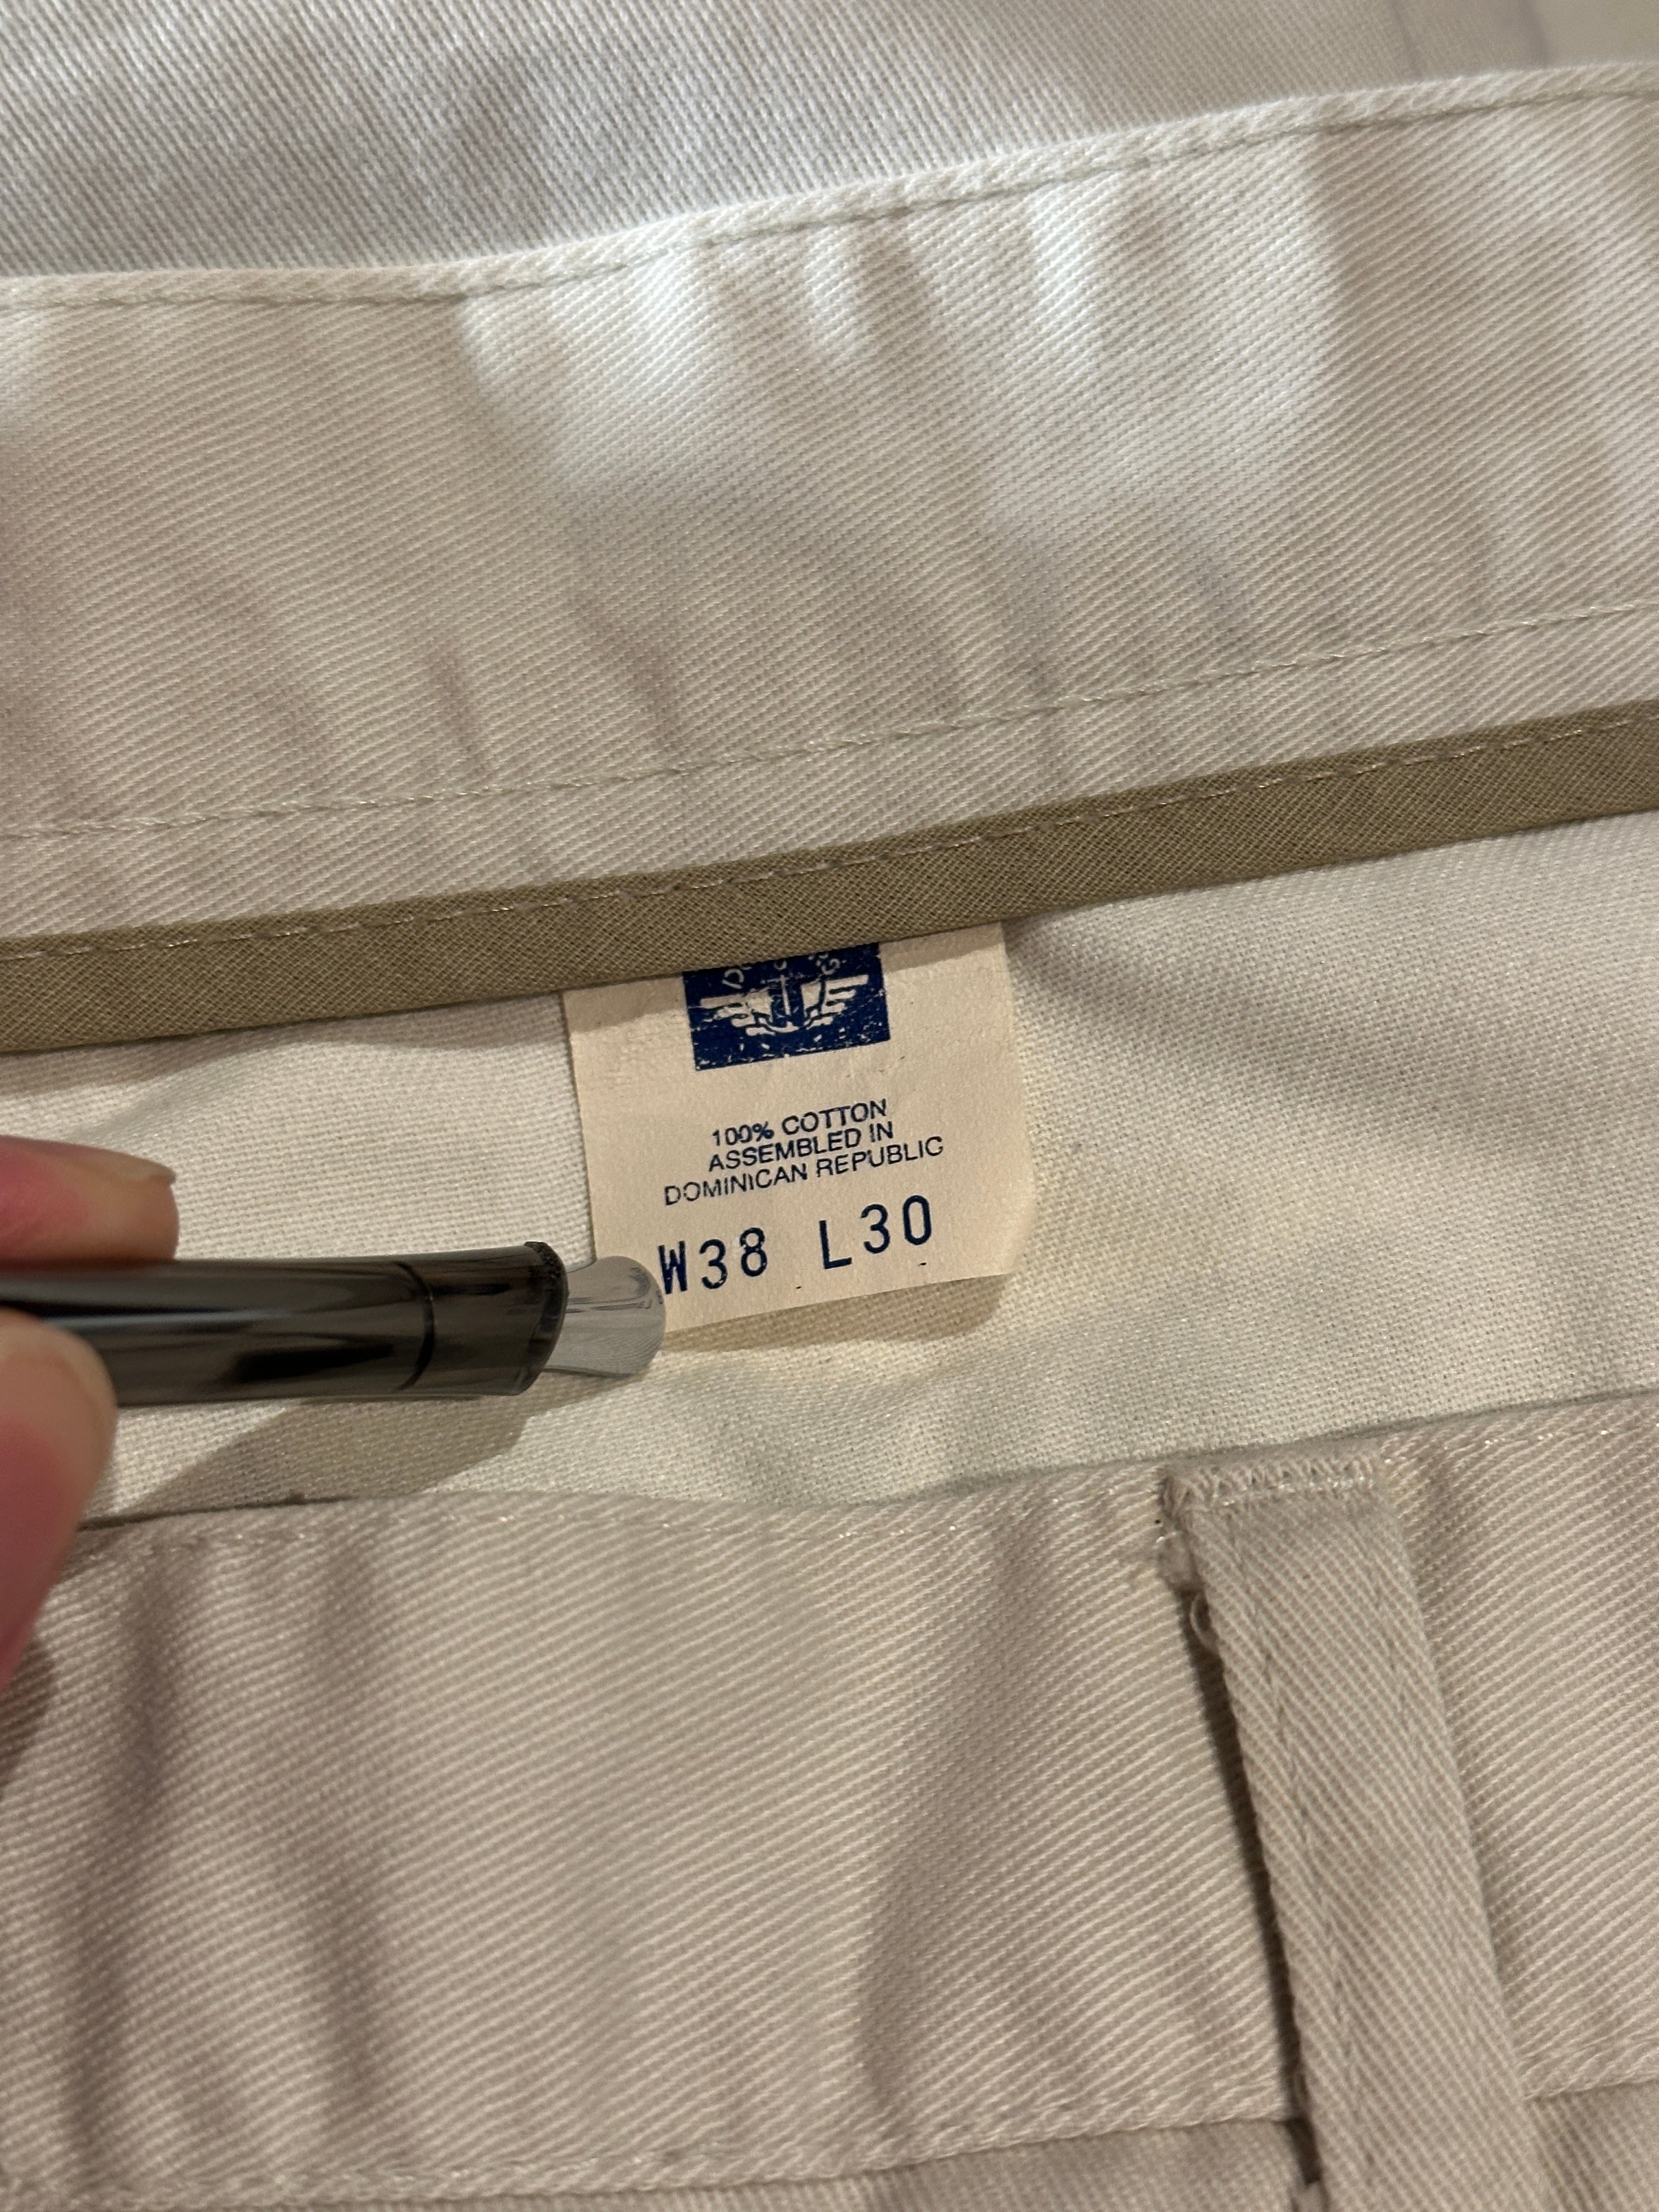 100% COTTON
ASSEMBLED IN
DOMINICAN REPUBLIC
W38 L30